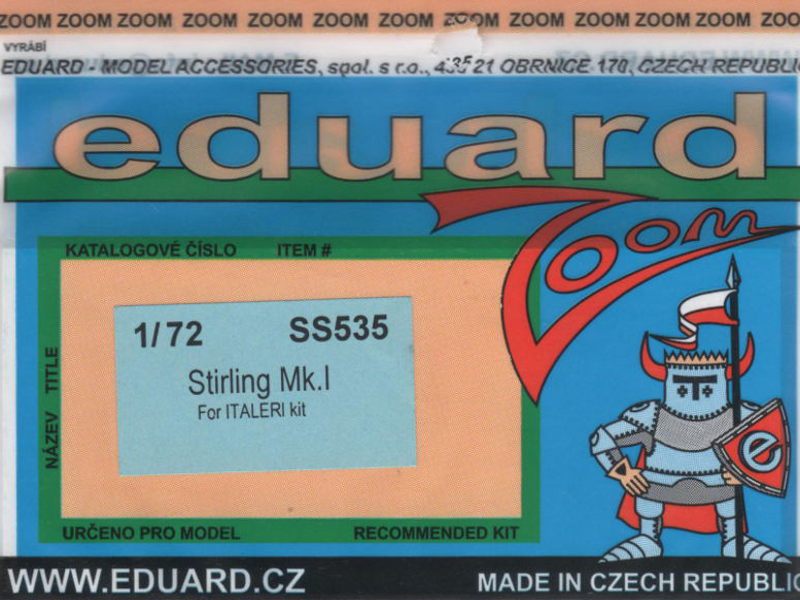 ZOOM ZOOM ZOOM ZOOM ZOOM ZOOM ZOOM ZOOM ZOOM ZOOM ZOOM ZOOM ZOO
VYRÁBÍ
EDUARD - MODEL ACCESSORIES, spol. s r.o., 435 21 OBRNICE 170, CZECH REPUBLIC
eduard
Zoom
KATALOGOVÉ ČÍSLO ITEM #
1/72 SS535
Stirling Mk.I
For ITALERI kit
NÁZEV TITLE
e
URČENO PRO MODEL RECOMMENDED KIT
WWW.EDUARD.CZ MADE IN CZECH REPUBLIC